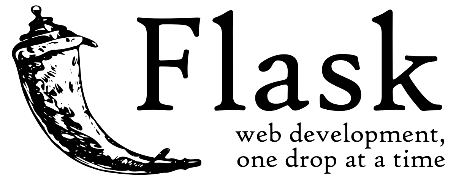 Flask
web development,
one drop at a time